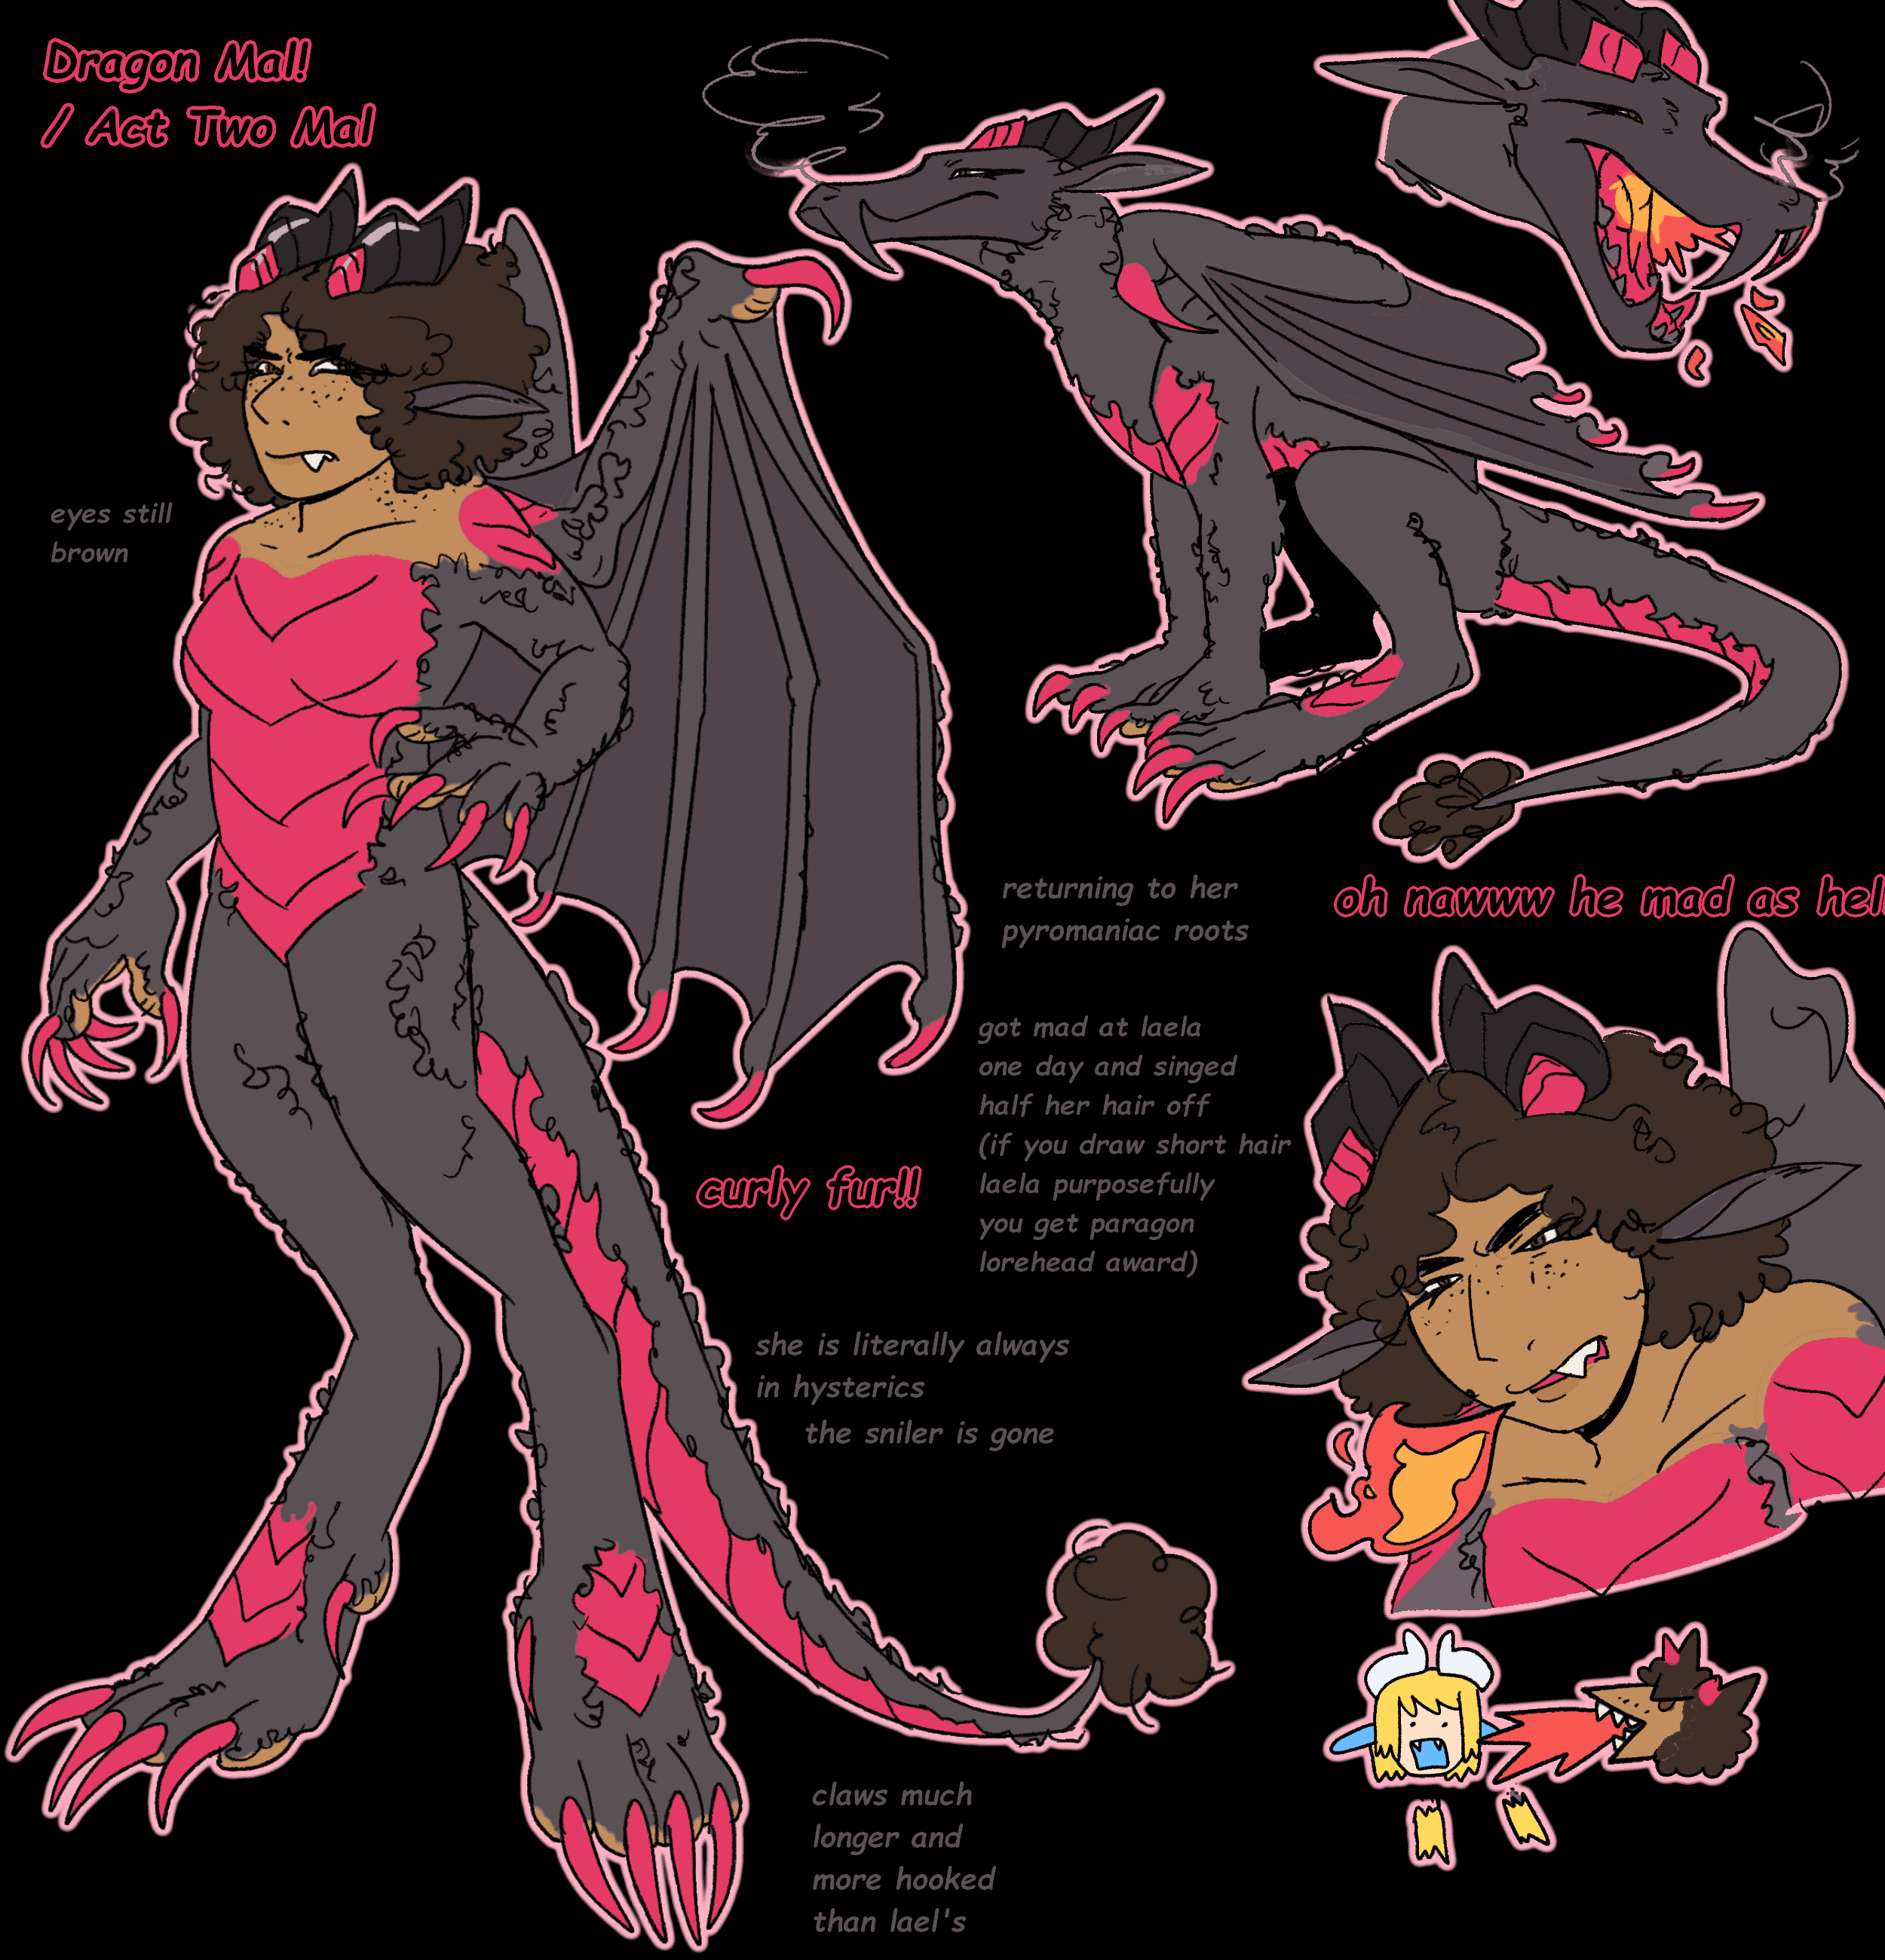 Dragon Mal!
/ Act Two Mal
eyes still
brown
returning to her
pyromaniac roots
oh nawww he mad as hell
got mad at laela
one day and singed
half her hair off
(if you draw short hair
laela purposefully
you get paragon
lorehead award)
curly fur!!
she is literally always
in hysterics
the sniler is gone
claws much
longer and
more hooked
than lael's